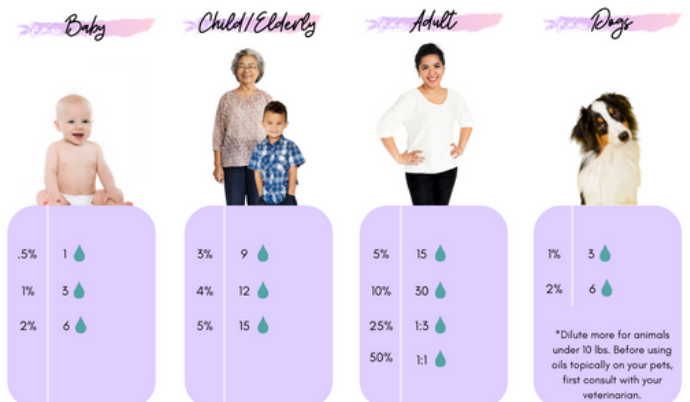 Baby
.5% 1
1% 3
2% 6
Child/Elderly
3% 9
4% 12
5% 15
Adult
5% 15
10% 30
25% 1:3
50% 1:1
Dogs
1% 3
2% 6
*Dilute more for animals
under 10 lbs. Before using
oils topically on your pets,
first consult with your
veterinarian.